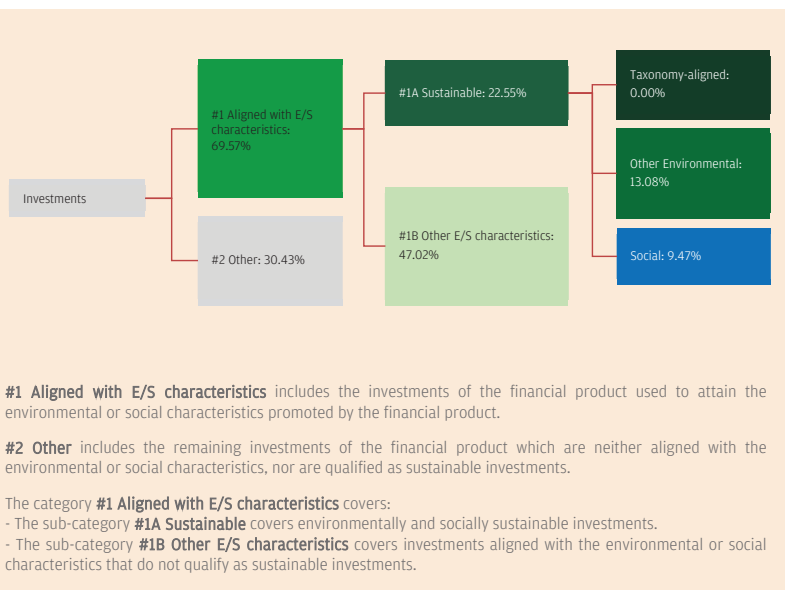 Taxonomy-aligned:
0.00%
#1A Sustainable: 22.55%
#1 Aligned with E/S
characteristics:
69.57%
Other Environmental:
13.08%
Investments
#1B Other E/S characteristics:
47.02%
#2 Other: 30.43%
Social: 9.47%
#1 Aligned with E/S characteristics includes the investments of the financial product used to attain the
environmental or social characteristics promoted by the financial product.
#2 Other includes the remaining investments of the financial product which are neither aligned with the
environmental or social characteristics, nor are qualified as sustainable investments.
The category #1 Aligned with E/S characteristics covers:
- The sub-category #1A Sustainable covers environmentally and socially sustainable investments.
- The sub-category #1B Other E/S characteristics covers investments aligned with the environmental or social
characteristics that do not qualify as sustainable investments.